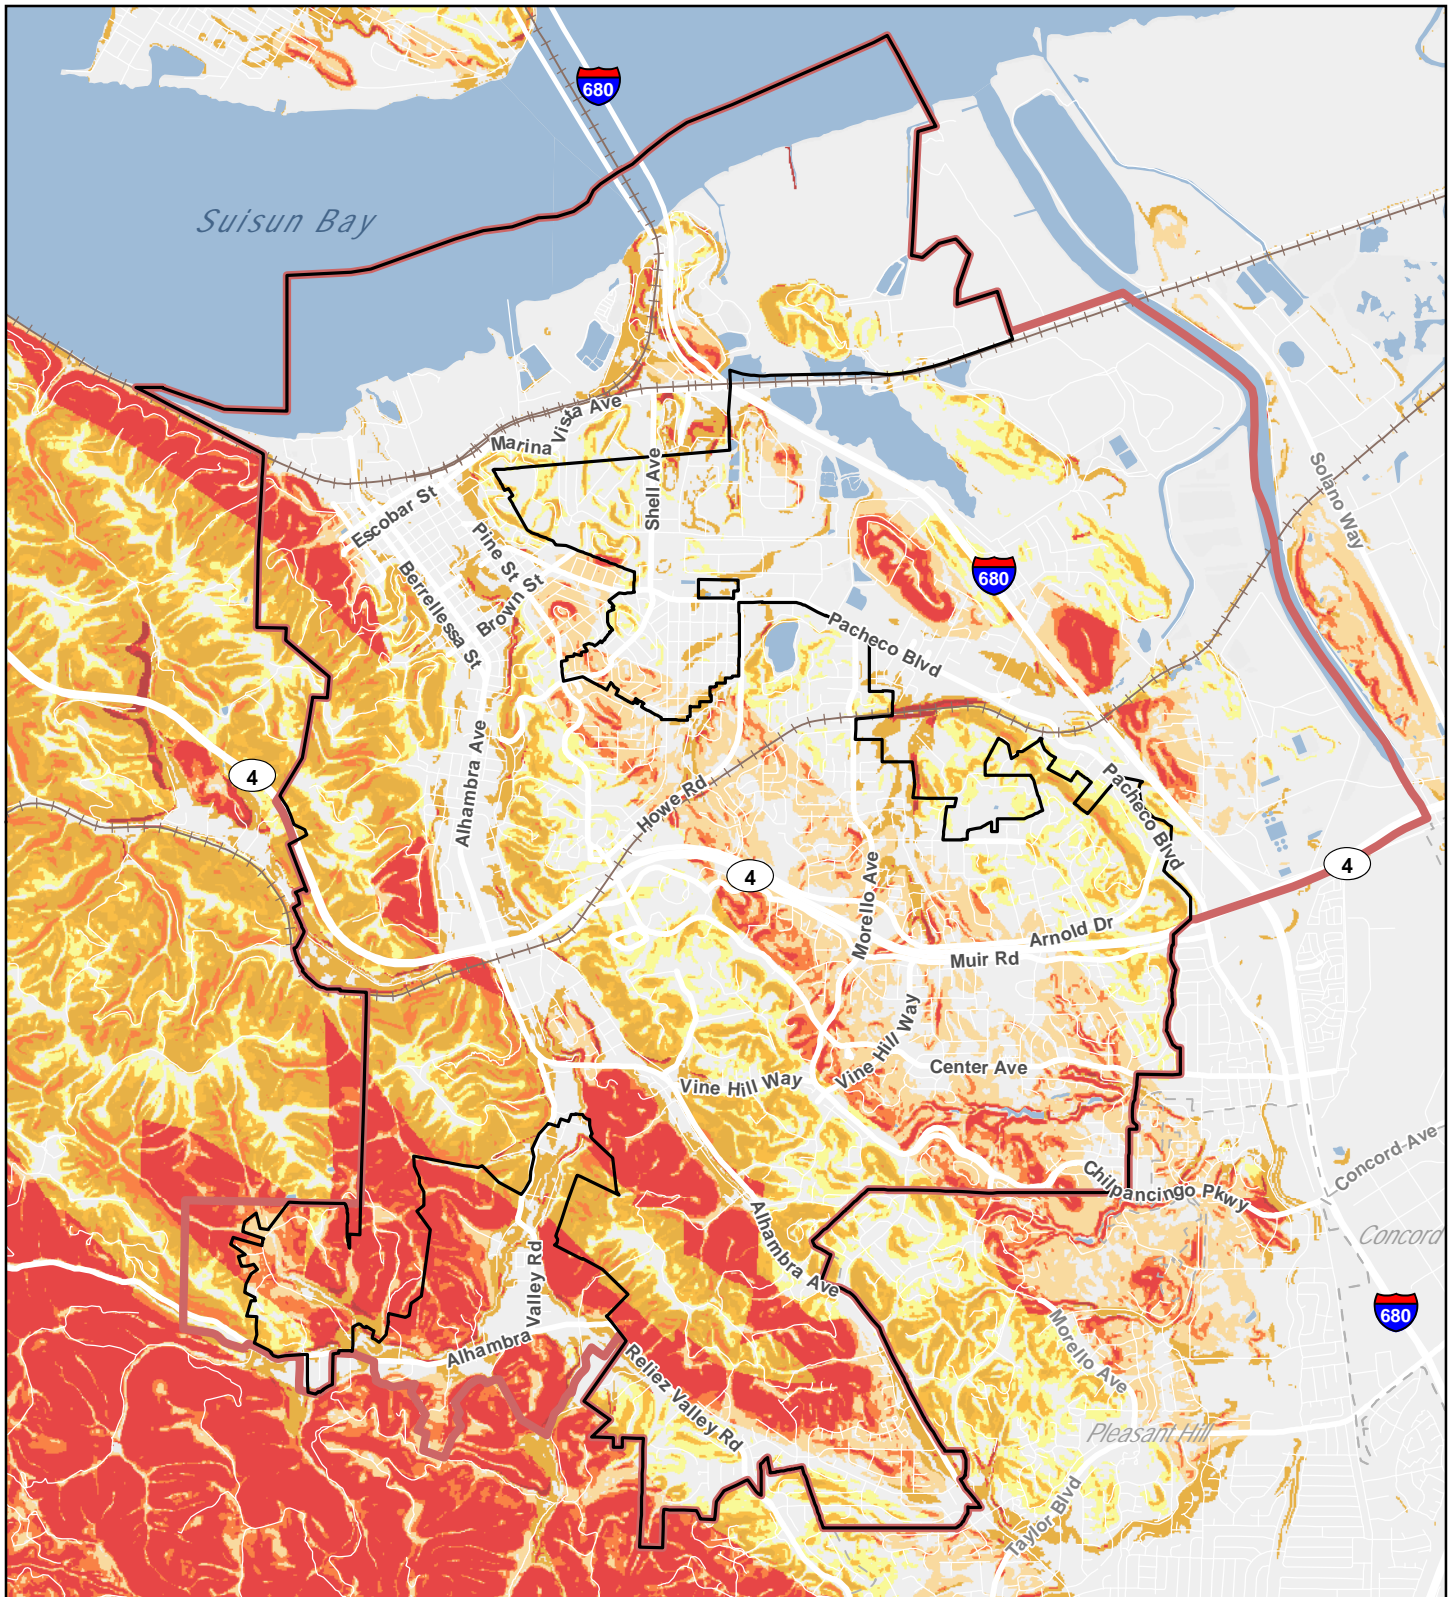 680
Suisun Bay
Marina Vista Ave
Shell Ave
Solano Way
Escobar St
Pine St
Brown St
Berrellessa St
680
Pacheco Blvd
4
Alhambra Ave
Howe Rd
Pacheco Blvd
4
4
Morello Ave
Arnold Dr
Muir Rd
Vine Hill Way
Center Ave
Vine Hill Way
Concord Ave
Chilpancingo Pkwy
Concord
Alhambra Ave
Alhambra Valley Rd
680
Morello Ave
Reliez Valley Rd
Pleasant Hill
Taylor Blvd